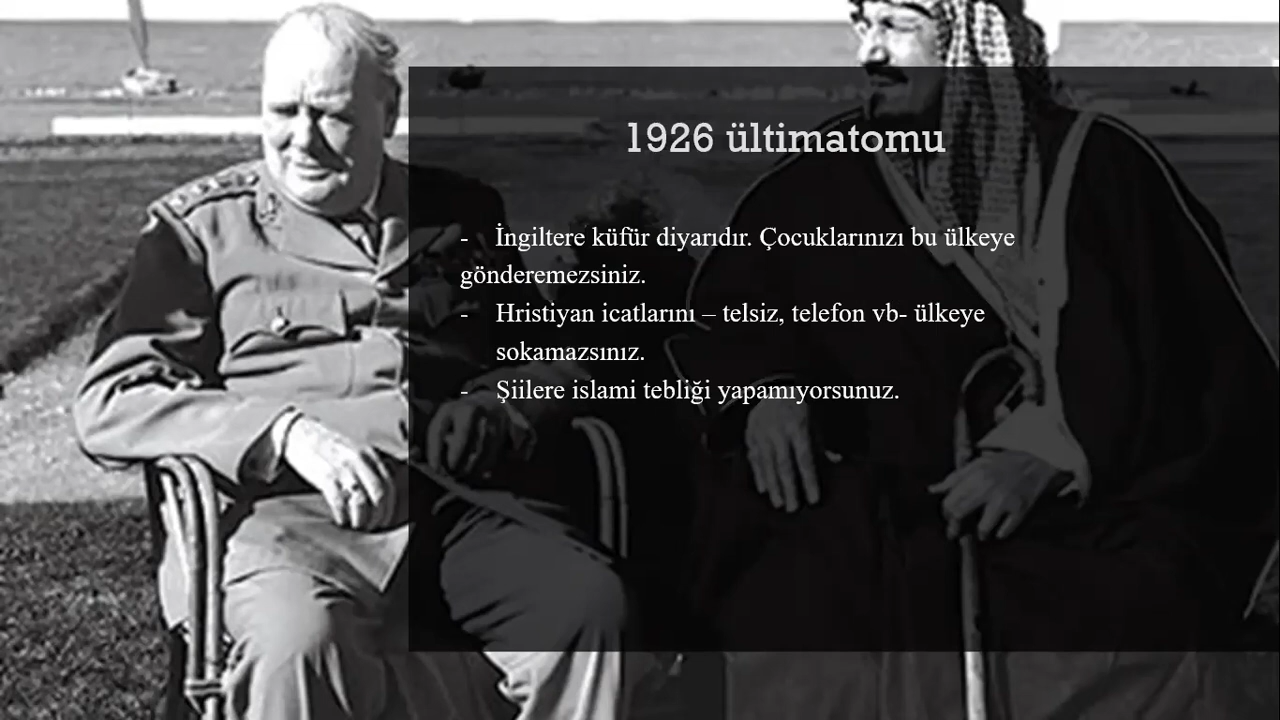 1926 ültimatomu
- İngiltere küfür diyarıdır. Çocuklarınızı bu ülkeye
gönderemezsiniz.
- Hristiyan icatlarını – telsiz, telefon vb- ülkeye
sokamazsınız.
- Şiilere islami tebliği yapamıyorsunuz.